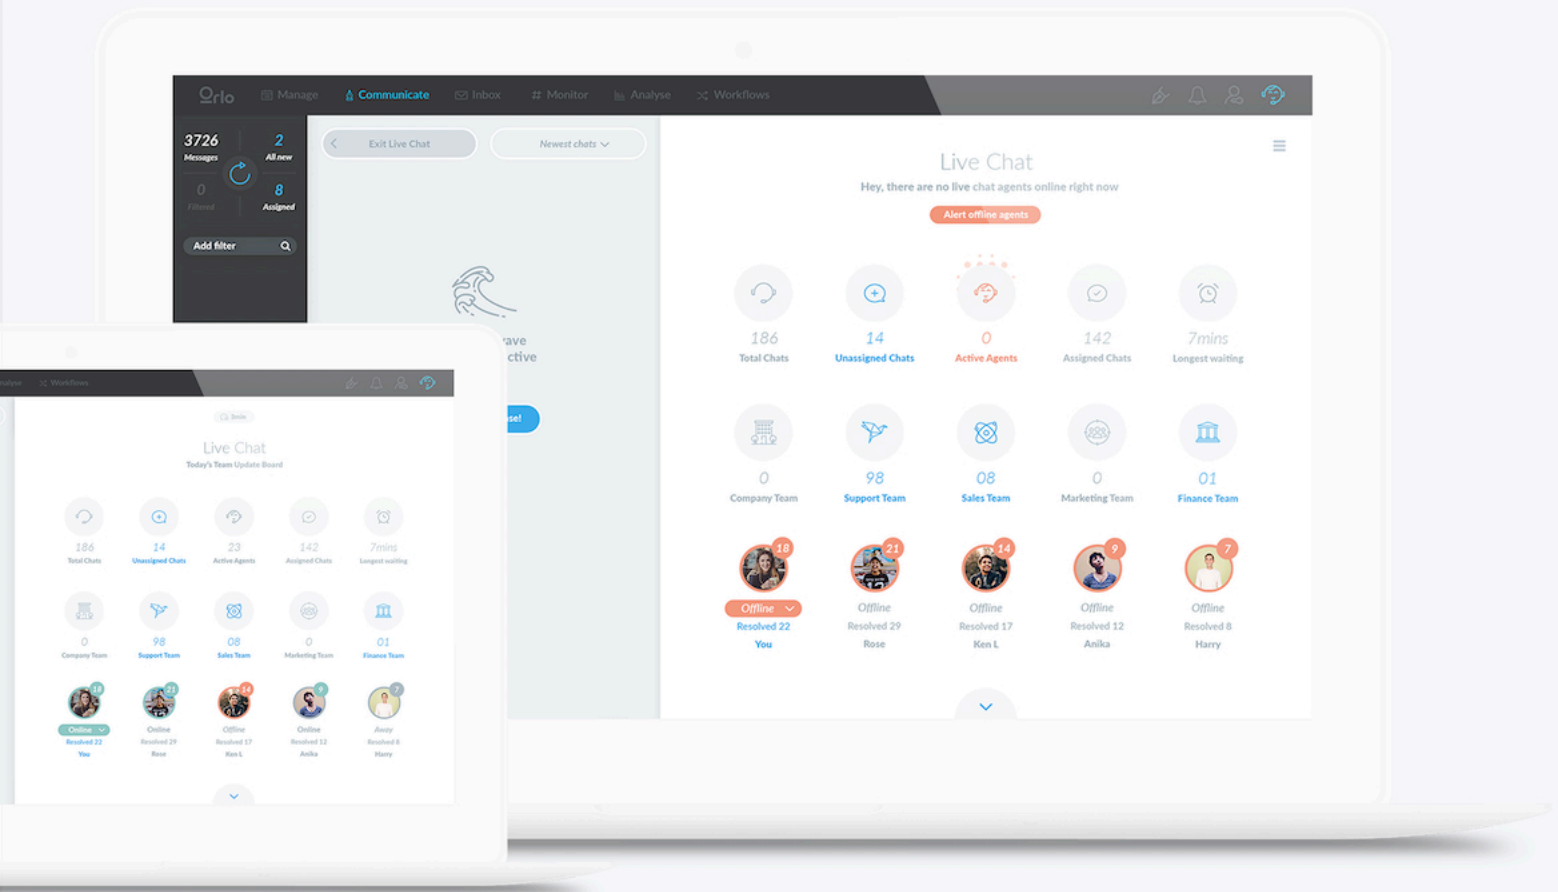 Orlo
Manage
Communicate
Inbox
Monitor
Analyse
Workflows
3726
Messages
2
All new
0
Filtered
8
Assigned
Add filter
Exit Live Chat
Newest chats
Live Chat
Hey, there are no live chat agents online right now
Alert offline agents
186
Total Chats
14
Unassigned Chats
0
Active Agents
142
Assigned Chats
7mins
Longest waiting
0
Company Team
98
Support Team
08
Sales Team
0
Marketing Team
01
Finance Team
18
Offline
Resolved 22
You
21
Offline
Resolved 29
Rose
14
Offline
Resolved 17
Ken L
9
Offline
Resolved 12
Anika
7
Offline
Resolved 8
Harry
Workflows
Live Chat
Today's Team Update Board
186
Total Chats
14
Unassigned Chats
23
Active Agents
142
Assigned Chats
7mins
Longest waiting
0
Company Team
98
Support Team
08
Sales Team
0
Marketing Team
01
Finance Team
18
Online
Resolved 22
You
21
Online
Resolved 29
Rose
14
Offline
Resolved 17
Ken L
9
Online
Resolved 12
Anika
7
Away
Resolved 8
Harry